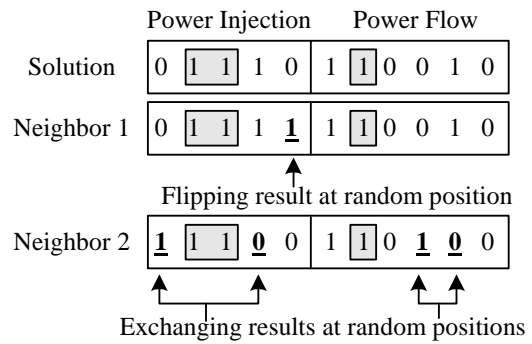 Power Injection Power Flow
Solution 0 1 1 1 0 1 1 0 0 1 0
Neighbor 1 0 1 1 1 1 1 1 0 0 1 0
Flipping result at random position
Neighbor 2 1 1 1 0 0 1 1 0 1 0 0
Exchanging results at random positions